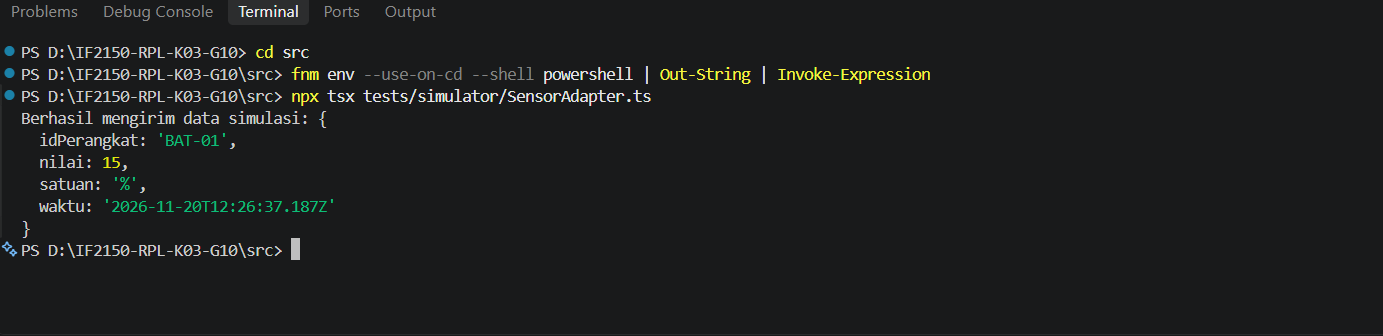 Problems Debug Console Terminal Ports Output
PS D:\IF2150-RPL-K03-G10> cd src
PS D:\IF2150-RPL-K03-G10\src> fnm env --use-on-cd --shell powershell | Out-String | Invoke-Expression
PS D:\IF2150-RPL-K03-G10\src> npx tsx tests/simulator/SensorAdapter.ts
Berhasil mengirim data simulasi: {
  idPerangkat: 'BAT-01',
  nilai: 15,
  satuan: '%',
  waktu: '2026-11-20T12:26:37.187Z'
}
PS D:\IF2150-RPL-K03-G10\src>